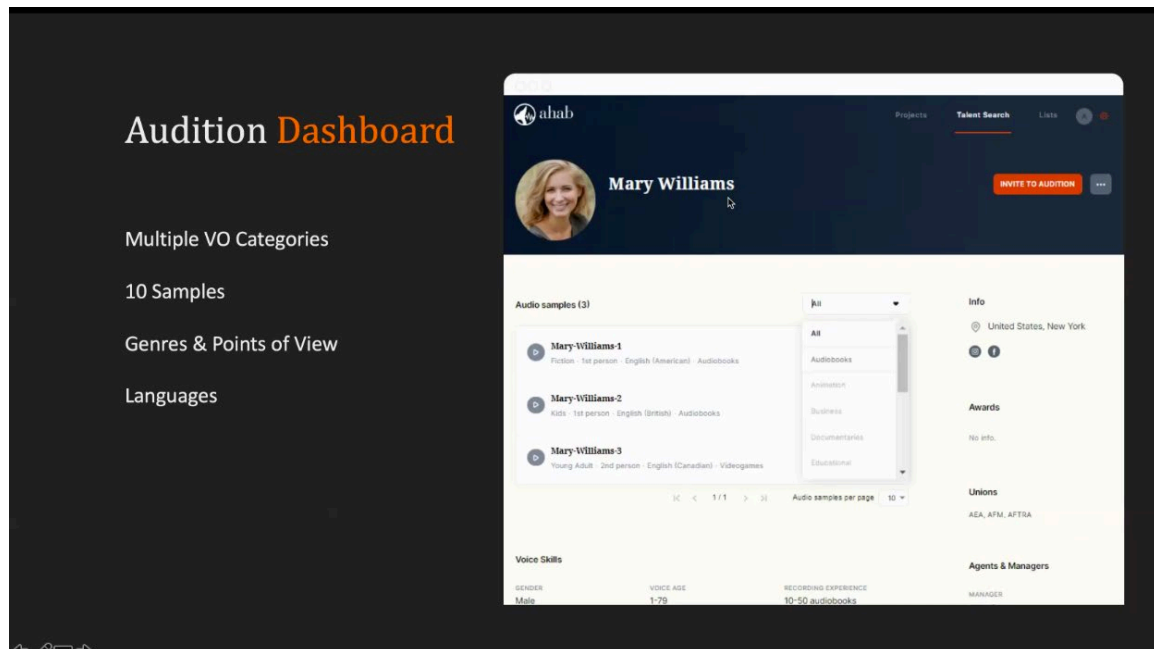 Audition Dashboard
Multiple VO Categories
10 Samples
Genres & Points of View
Languages
ahab
Projects
Talent Search
Lists
Mary Williams
INVITE TO AUDITION
Audio samples (3)
All
All
Audiobooks
Animation
Business
Documentaries
Educational
Mary-Williams-1
Fiction · 1st person · English (American) · Audiobooks
Mary-Williams-2
Kids · 1st person · English (British) · Audiobooks
Mary-Williams-3
Young Adult · 2nd person · English (Canadian) · Videogames
1/1
Audio samples per page 10
Info
United States, New York
Awards
No info.
Unions
AEA, AFM, AFTRA
Agents & Managers
MANAGER
Voice Skills
GENDER
Male
VOICE AGE
1-79
RECORDING EXPERIENCE
10-50 audiobooks